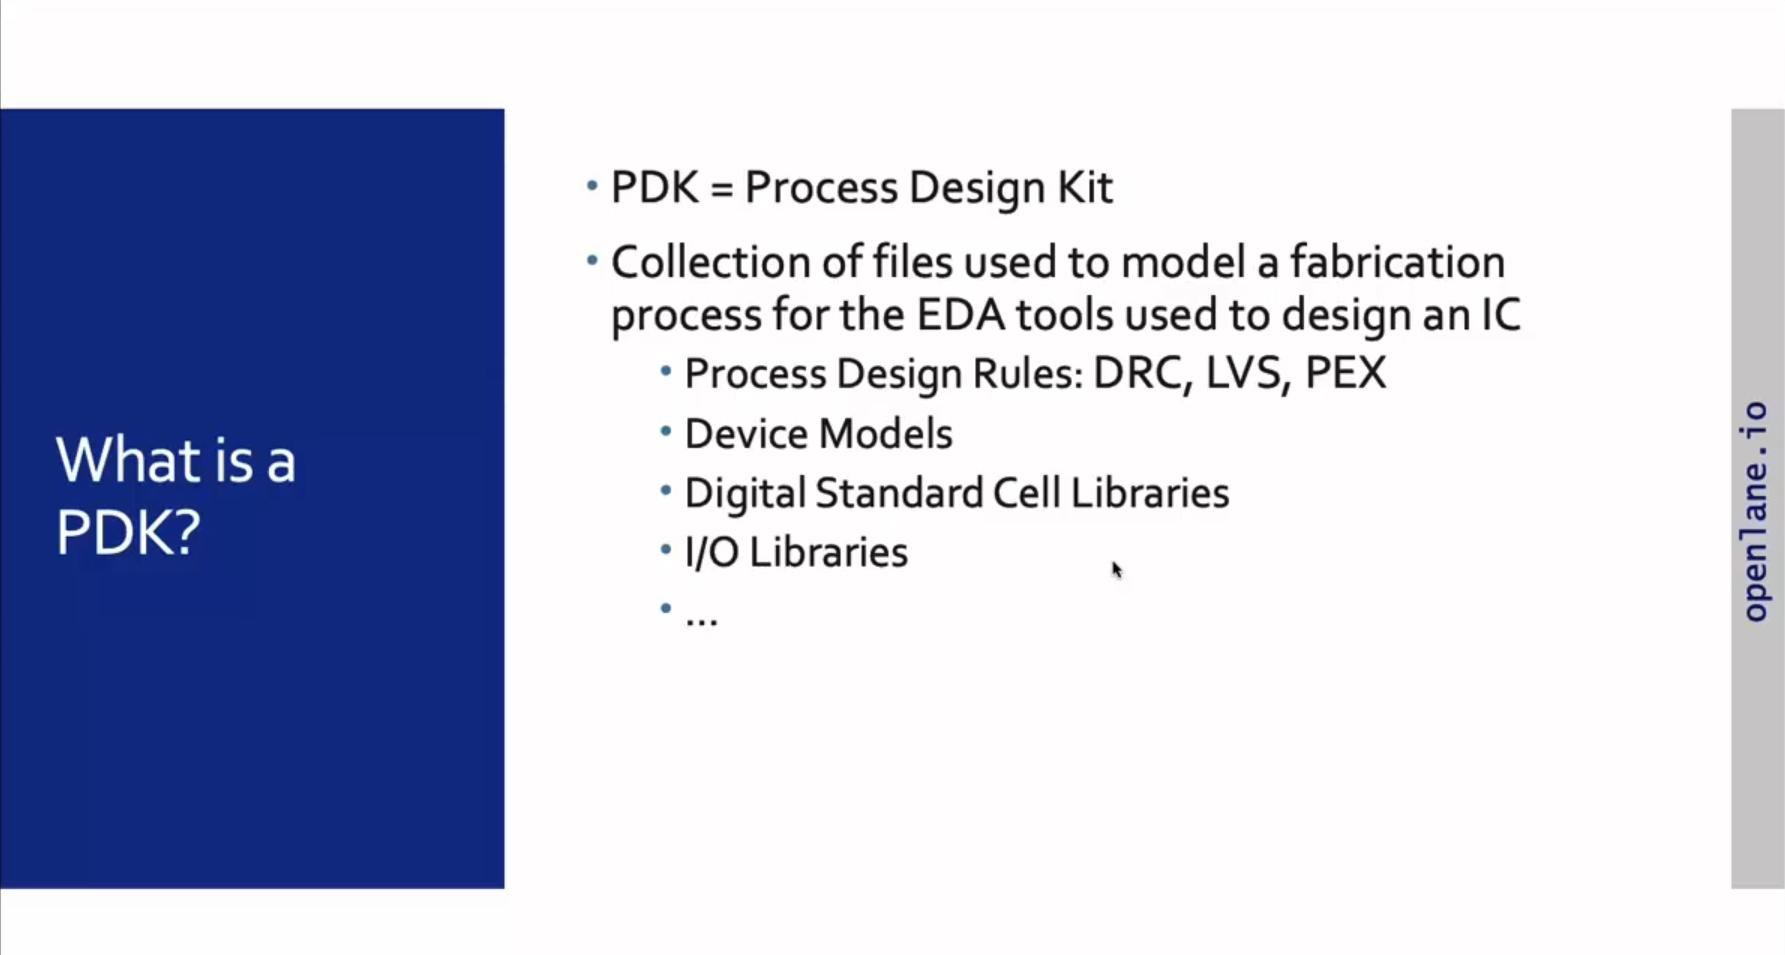 What is a
PDK?
• PDK = Process Design Kit
• Collection of files used to model a fabrication
process for the EDA tools used to design an IC
• Process Design Rules: DRC, LVS, PEX
• Device Models
• Digital Standard Cell Libraries
• I/O Libraries
• ...
openlane.io